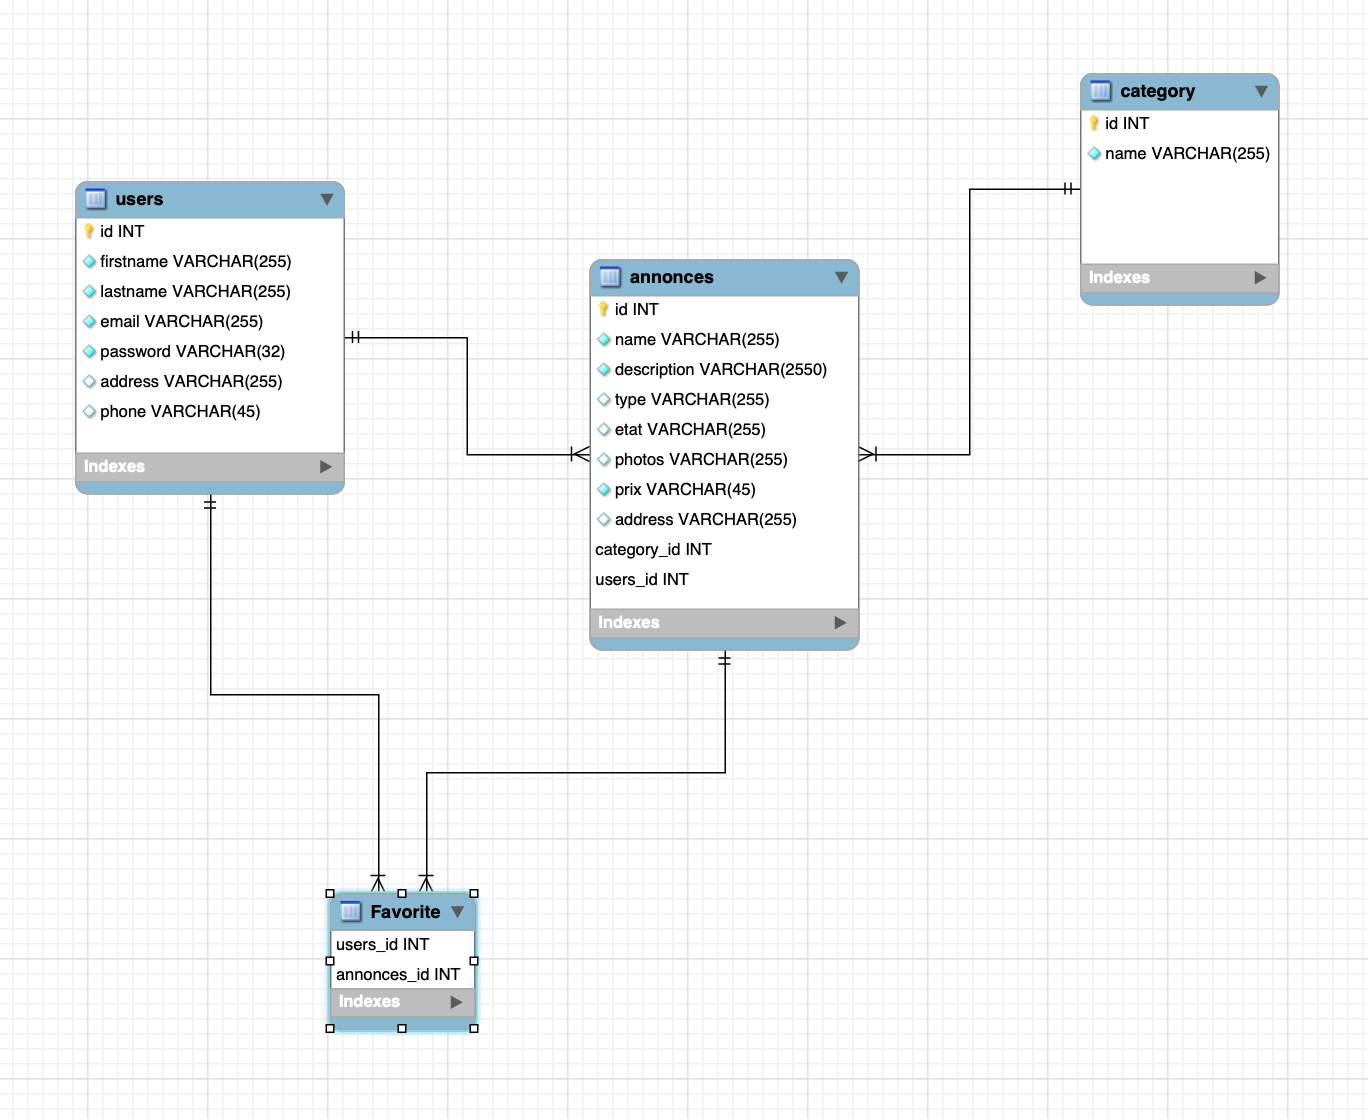 users
id INT
firstname VARCHAR(255)
lastname VARCHAR(255)
email VARCHAR(255)
password VARCHAR(32)
address VARCHAR(255)
phone VARCHAR(45)
Indexes
annonces
id INT
name VARCHAR(255)
description VARCHAR(2550)
type VARCHAR(255)
etat VARCHAR(255)
photos VARCHAR(255)
prix VARCHAR(45)
address VARCHAR(255)
category_id INT
users_id INT
Indexes
category
id INT
name VARCHAR(255)
Indexes
Favorite
users_id INT
annonces_id INT
Indexes